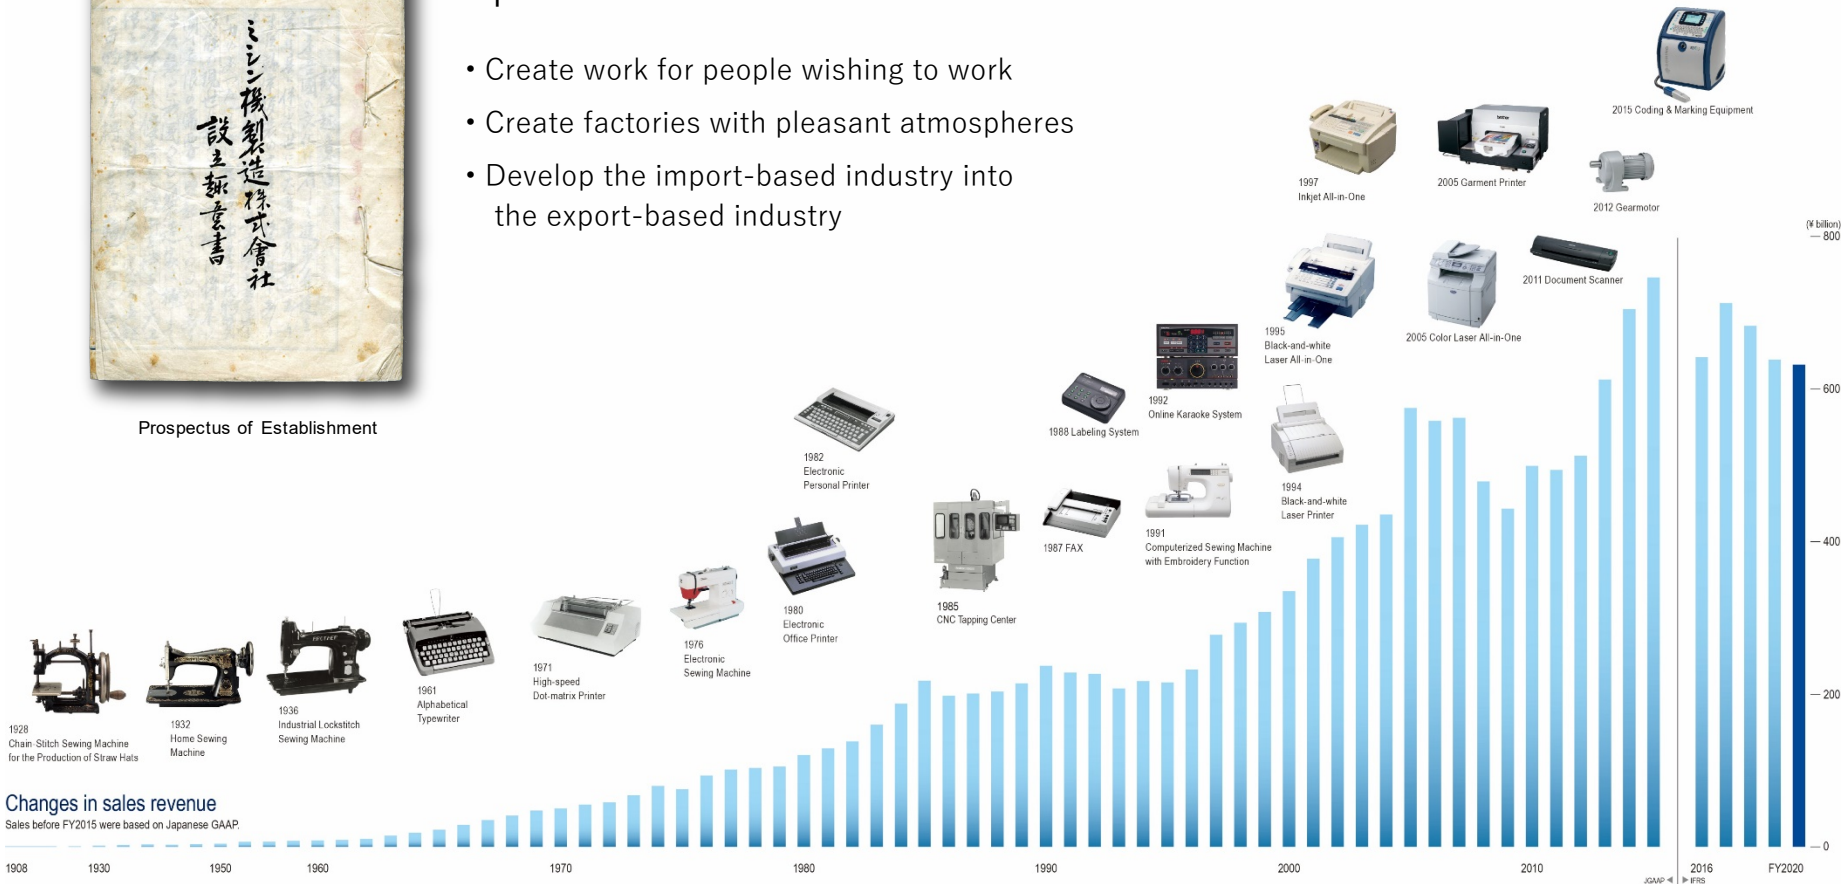 ミシン機製造株式會社
設立趣意書
Prospectus of Establishment
• Create work for people wishing to work
• Create factories with pleasant atmospheres
• Develop the import-based industry into
the export-based industry
2015 Coding & Marking Equipment
1997
Inkjet All-in-One
2005 Garment Printer
2012 Gearmotor
(¥ billion)
800
2011 Document Scanner
1995
Black-and-white
Laser All-in-One
2005 Color Laser All-in-One
600
1992
Online Karaoke System
1988 Labeling System
1982
Electronic
Personal Printer
1994
Black-and-white
Laser Printer
400
1987 FAX
1991
Computerized Sewing Machine
with Embroidery Function
1985
CNC Tapping Center
1980
Electronic
Office Printer
1976
Electronic
Sewing Machine
1971
High-speed
Dot-matrix Printer
1961
Alphabetical
Typewriter
1936
Industrial Lockstitch
Sewing Machine
1932
Home Sewing
Machine
1928
Chain-Stitch Sewing Machine
for the Production of Straw Hats
200
Changes in sales revenue
Sales before FY2015 were based on Japanese GAAP.
0
1908 1930 1950 1960 1970 1980 1990 2000 2010 2016 FY2020
JGAAP ◀ ▶ IFRS